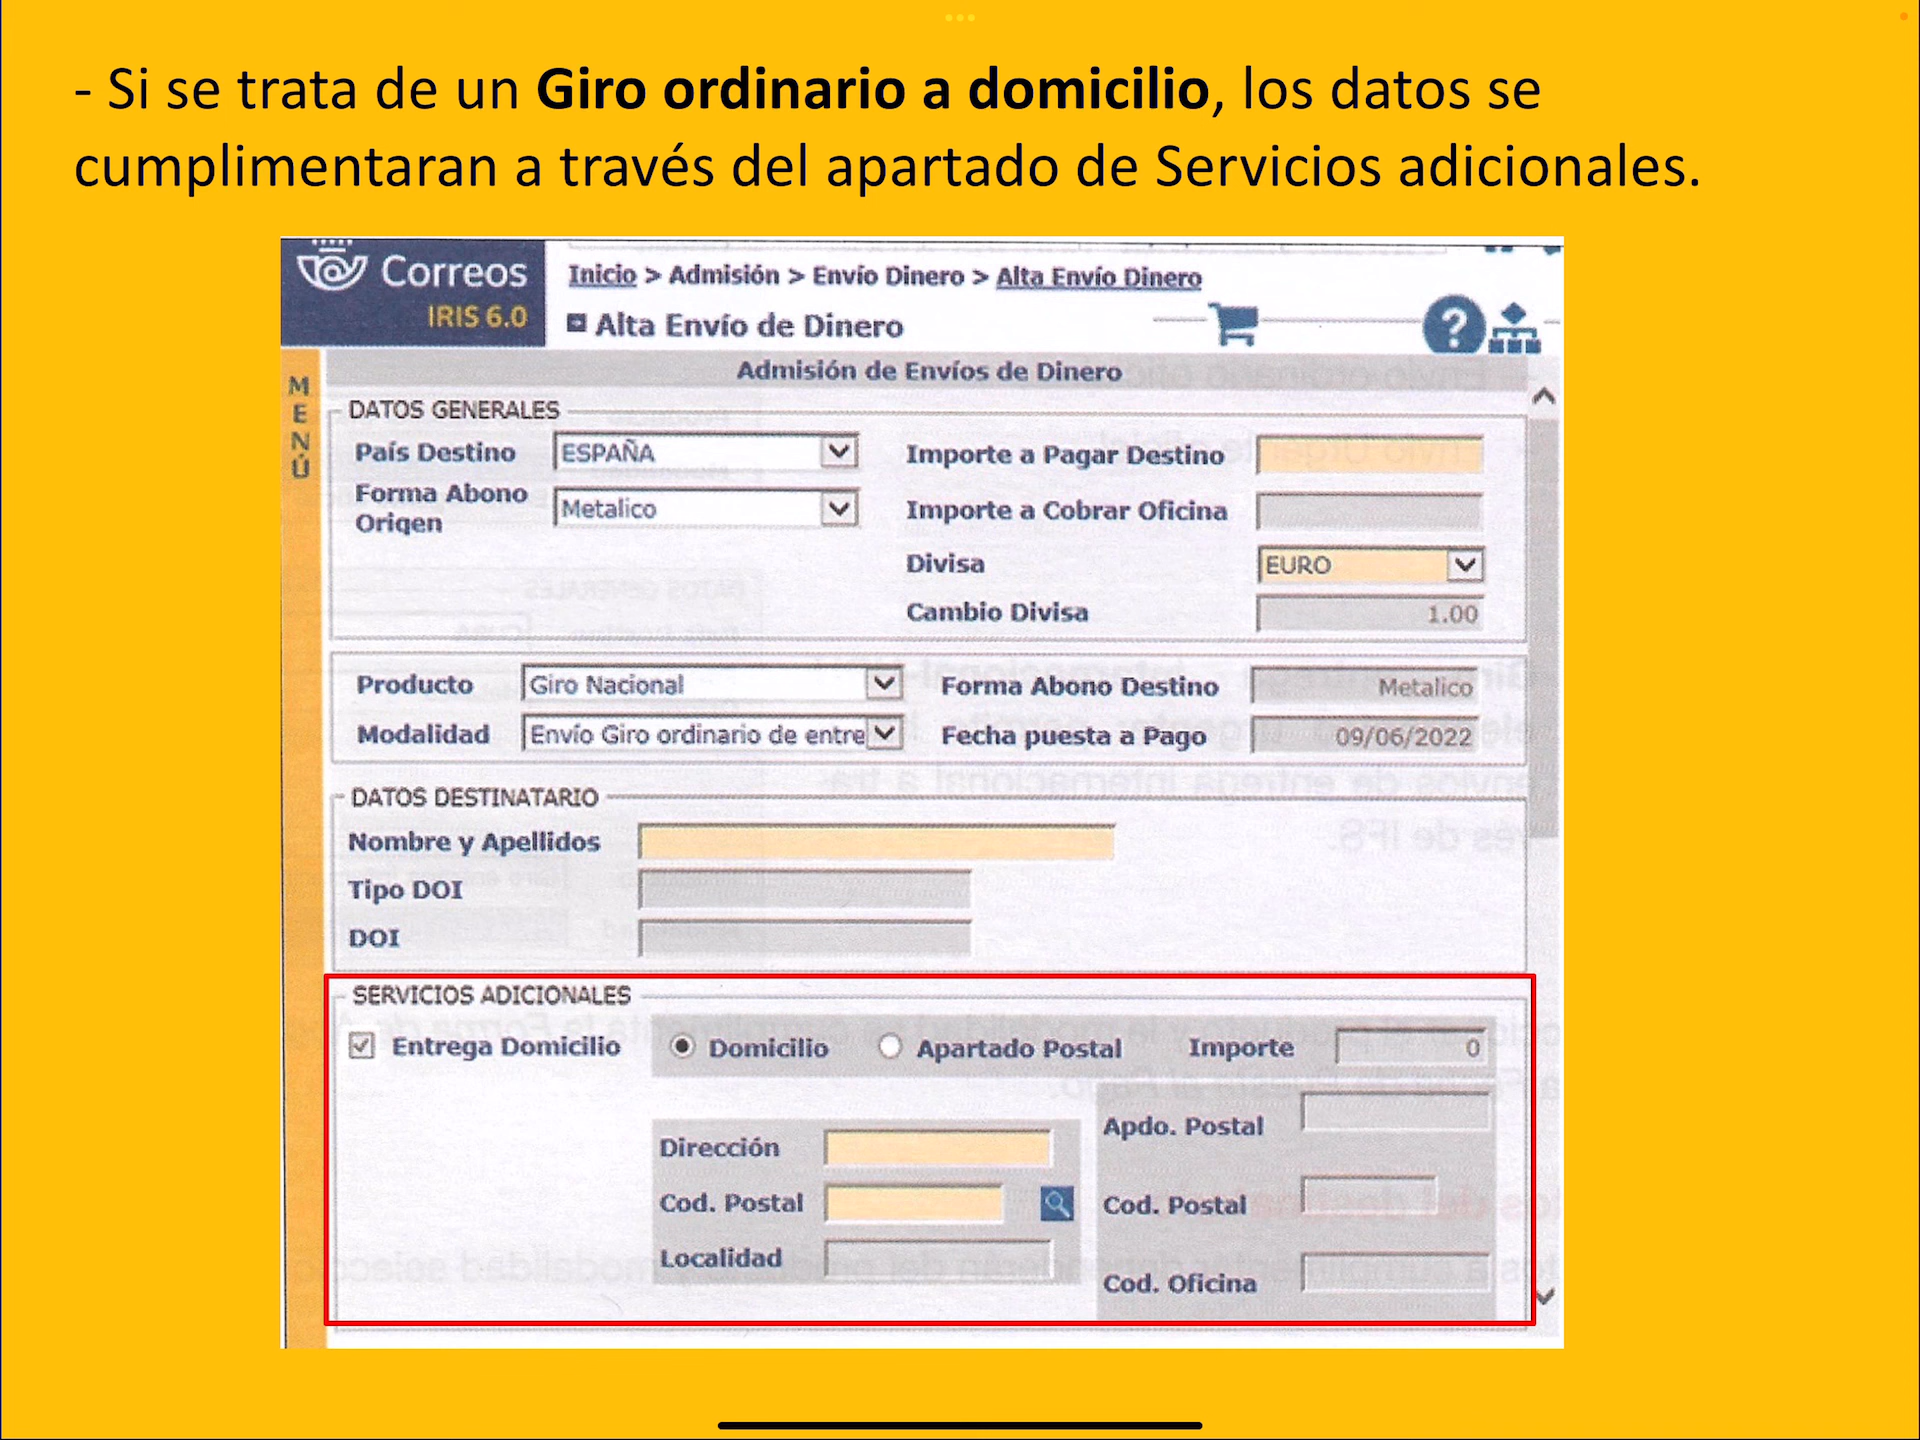 - Si se trata de un Giro ordinario a domicilio, los datos se
cumplimentaran a través del apartado de Servicios adicionales.
Correos
IRIS 6.0
Inicio > Admisión > Envío Dinero > Alta Envío Dinero
Alta Envío de Dinero
?
MENÚ
Admisión de Envíos de Dinero
DATOS GENERALES
País Destino ESPAÑA Importe a Pagar Destino
Forma Abono
Origen Metalico Importe a Cobrar Oficina
Divisa EURO
Cambio Divisa 1.00
Producto Giro Nacional Forma Abono Destino Metalico
Modalidad Envío Giro ordinario de entre Fecha puesta a Pago 09/06/2022
DATOS DESTINATARIO
Nombre y Apellidos
Tipo DOI
DOI
SERVICIOS ADICIONALES
Entrega Domicilio Domicilio Apartado Postal Importe 0
Dirección Apdo. Postal
Cod. Postal Cod. Postal
Localidad Cod. Oficina